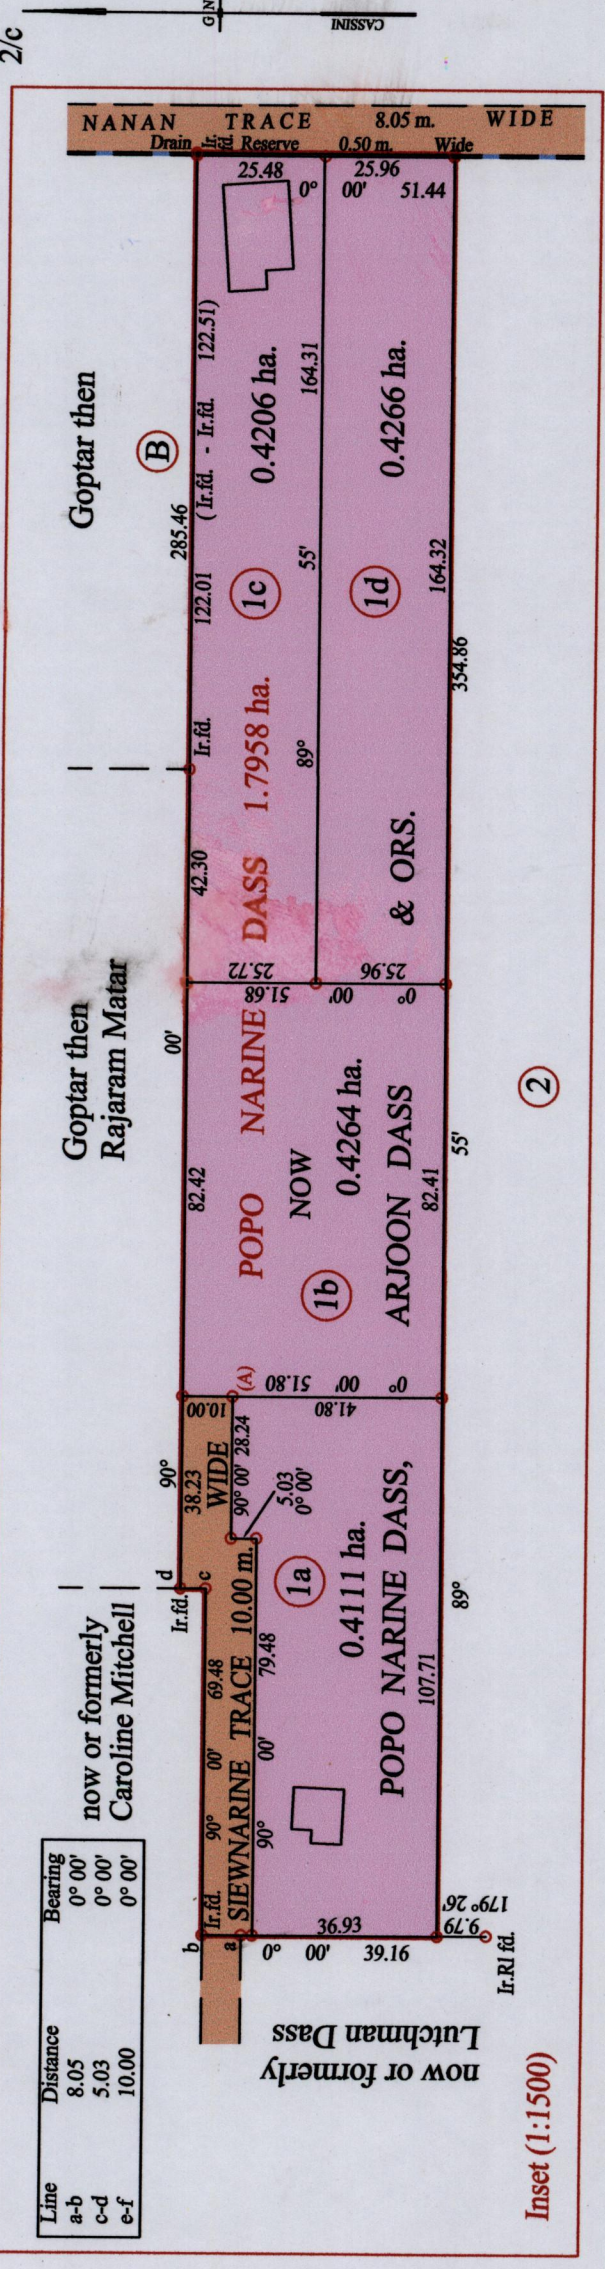 2/c
G N
CASSINI
Line Distance Bearing
a-b 8.05 0° 00'
c-d 5.03 0° 00'
e-f 10.00 0° 00'
now or formerly
Caroline Mitchell
Goptar then
Rajaram Matar
Goptar then
B
d
Ir.fd.
c
90°
00'
285.46
b
Ir.fd.
90° 00' 69.48
38.23
82.42
42.30
Ir.fd.
122.01
( Ir.fd. - Ir.fd. 122.51)
a
SIEWNARINE TRACE 10.00 m. WIDE
10.00
(A)
90° 00' 79.48
90° 00' 28.24
5.03
0° 00'
0° 00' 39.16
36.93
179° 26'
9.79
Ir.Rl fd.
now or formerly
Lutchman Dass
1a
0.4111 ha.
POPO NARINE DASS,
107.71
41.80
0° 00' 51.80
POPO NARINE DASS 1.7958 ha.
NOW
1b
0.4264 ha.
ARJOON DASS
82.41
& ORS.
25.72
51.68
25.96
0° 00'
1c
0.4206 ha.
89° 55' 164.31
1d
0.4266 ha.
164.32
354.86
89° 55'
25.48
25.96
0° 00' 51.44
NANAN TRACE 8.05 m. WIDE
Drain Ir.fd. Reserve 0.50 m. Wide
2
Inset (1:1500)